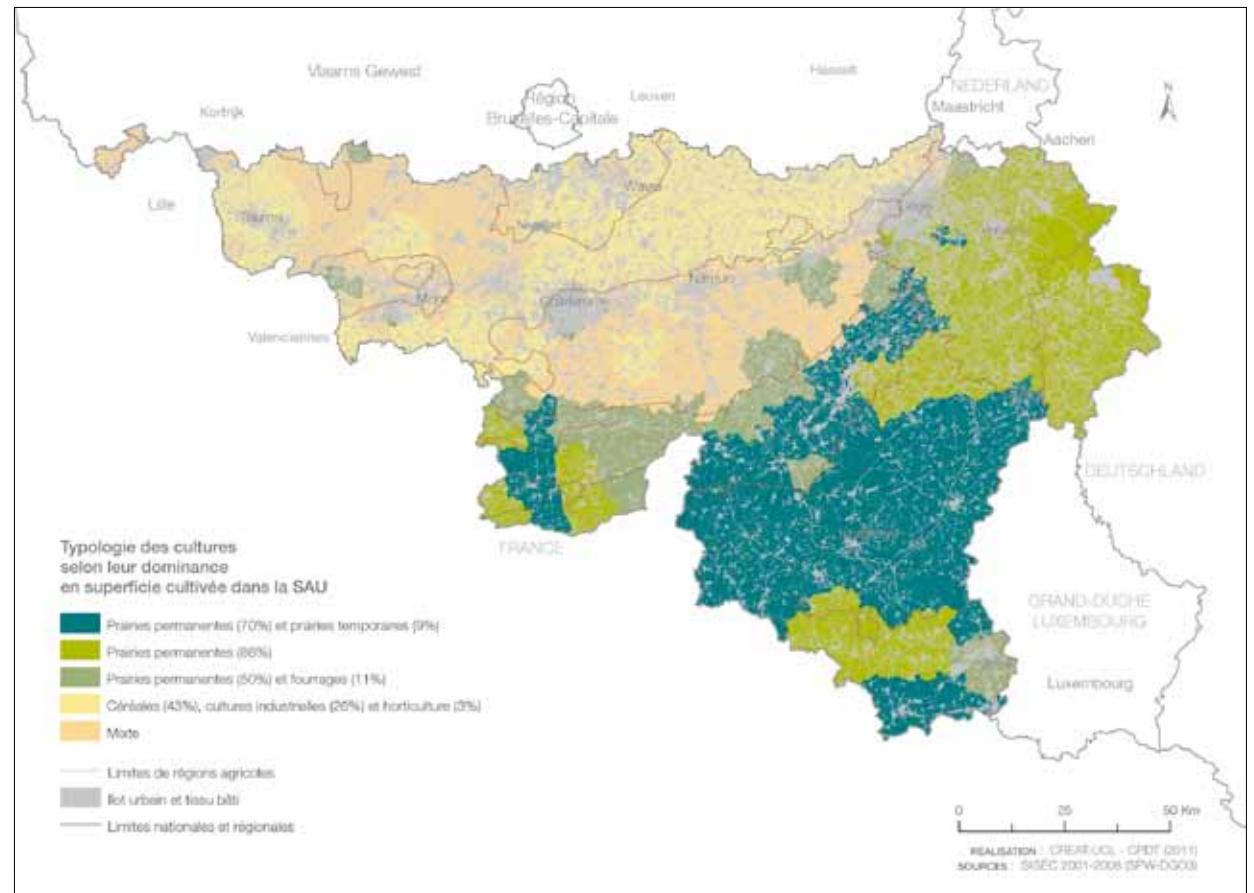 Vlaams Gewest
Hasselt
NEDERLAND
Maastricht
Leuven
Région
Bruxelles-Capitale
Kortrijk
Aachen
Lille
Wavre
Liège
Tournai
Namur
Mons
Charleroi
Valenciennes
DEUTSCHLAND
FRANCE
GRAND-DUCHE
LUXEMBOURG
Luxembourg
N
Typologie des cultures
selon leur dominance
en superficie cultivée dans la SAU
Prairies permanentes (70%) et prairies temporaires (9%)
Prairies permanentes (86%)
Prairies permanentes (50%) et fourrages (11%)
Céréales (43%), cultures industrielles (26%) et horticulture (3%)
Mixte
Limites de régions agricoles
Ilot urbain et tissu bâti
Limites nationales et régionales
0 25 50 Km
REALISATION : CREAT-UCL - CPDT (2011)
SOURCES : SIGEC 2001-2008 (SPW-DGO3)